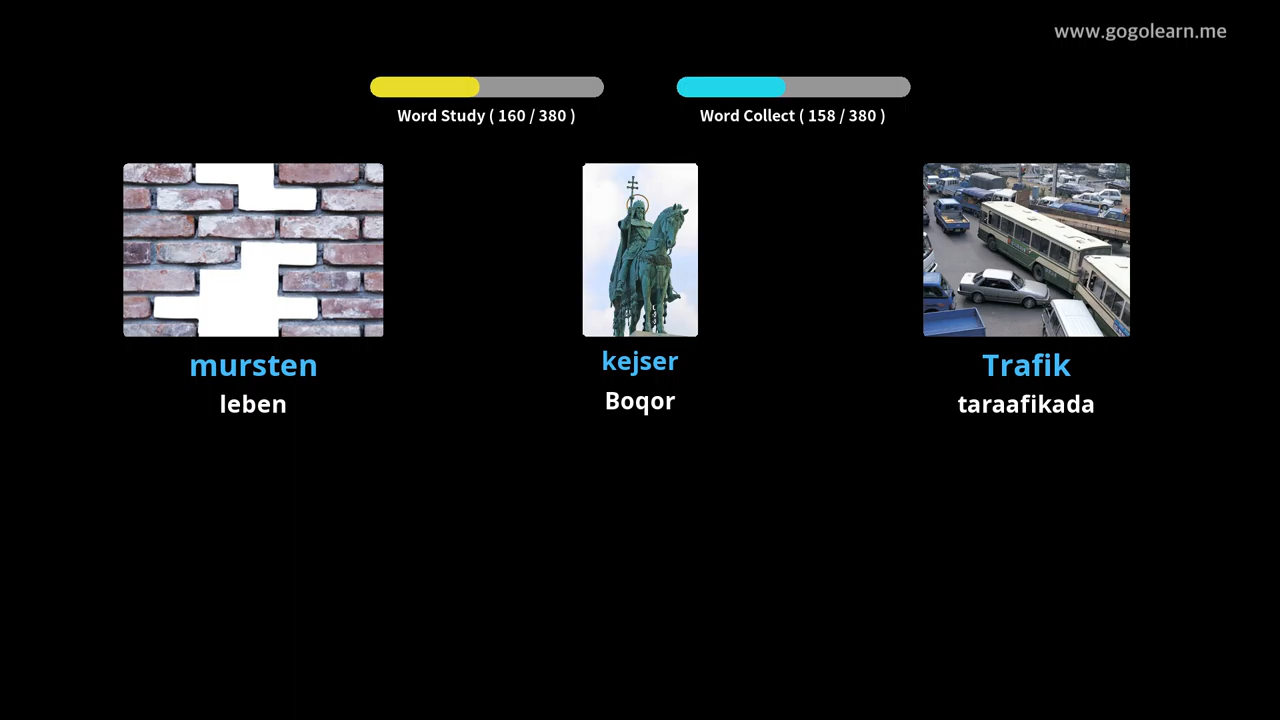 www.gogolearn.me
Word Study ( 160 / 380 )
Word Collect ( 158 / 380 )
mursten
leben
kejser
Boqor
Trafik
taraafikada